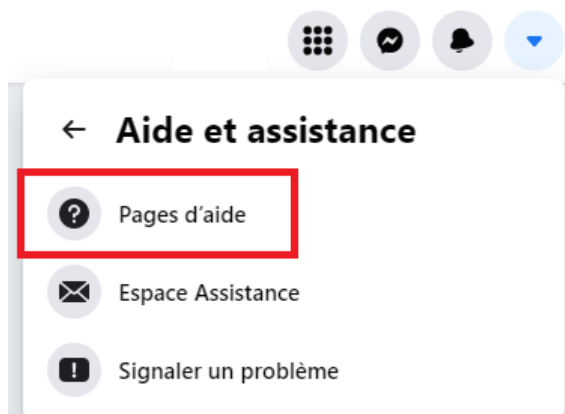 Aide et assistance
Pages d’aide
Espace Assistance
Signaler un problème